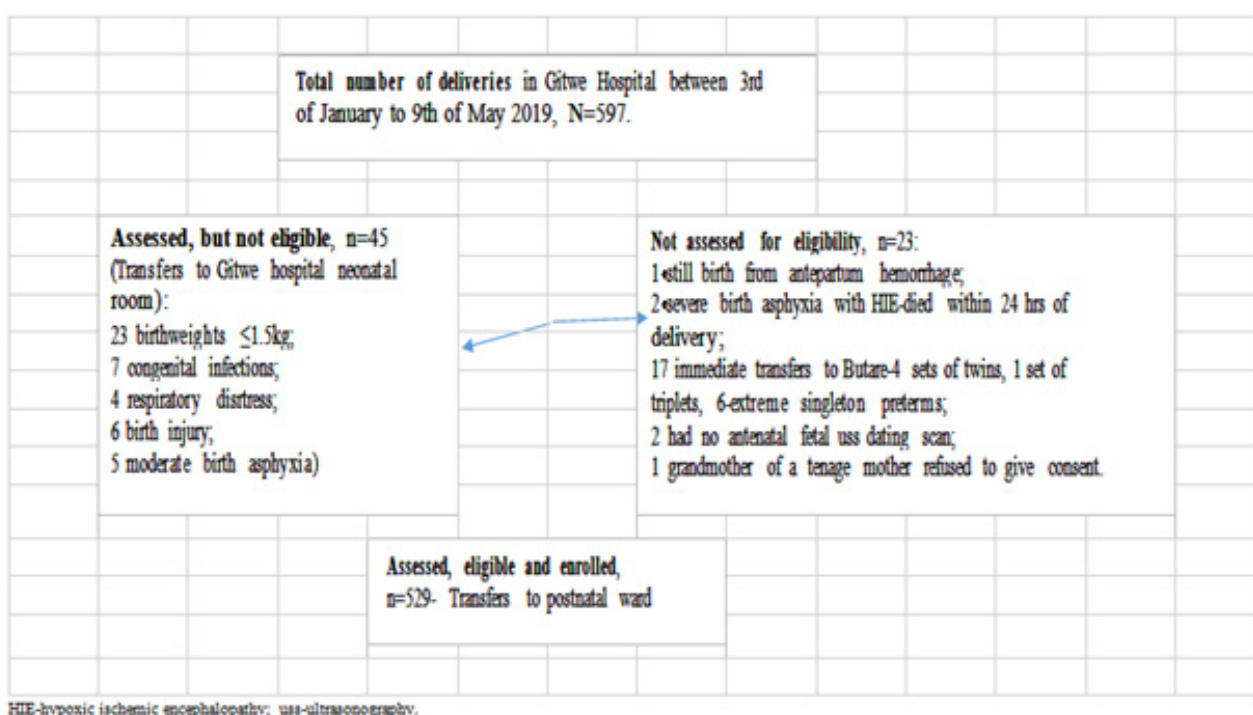 Total number of deliveries in Gitwe Hospital between 3rd
of January to 9th of May 2019, N=597.
Assessed, but not eligible, n=45
(Transfers to Gitwe hospital neonatal
room):
23 birthweights ≤1.5kg;
7 congenital infections;
4 respiratory disrtress;
6 birth injury;
5 moderate birth asphyxia)
Not assessed for eligibility, n=23:
1•still birth from antepartum hemorrhage;
2•severe birth asphyxia with HIE-died within 24 hrs of
delivery;
17 immediate transfers to Butare-4 sets of twins, 1 set of
triplets, 6-extreme singleton preterms;
2 had no antenatal fetal uss dating scan;
1 grandmother of a tenage mother refused to give consent.
Assessed, eligible and enrolled,
n=529- Transfers to postnatal ward
HIE-hypoxic ischemic encephalopathy; uss-ultrasonography.